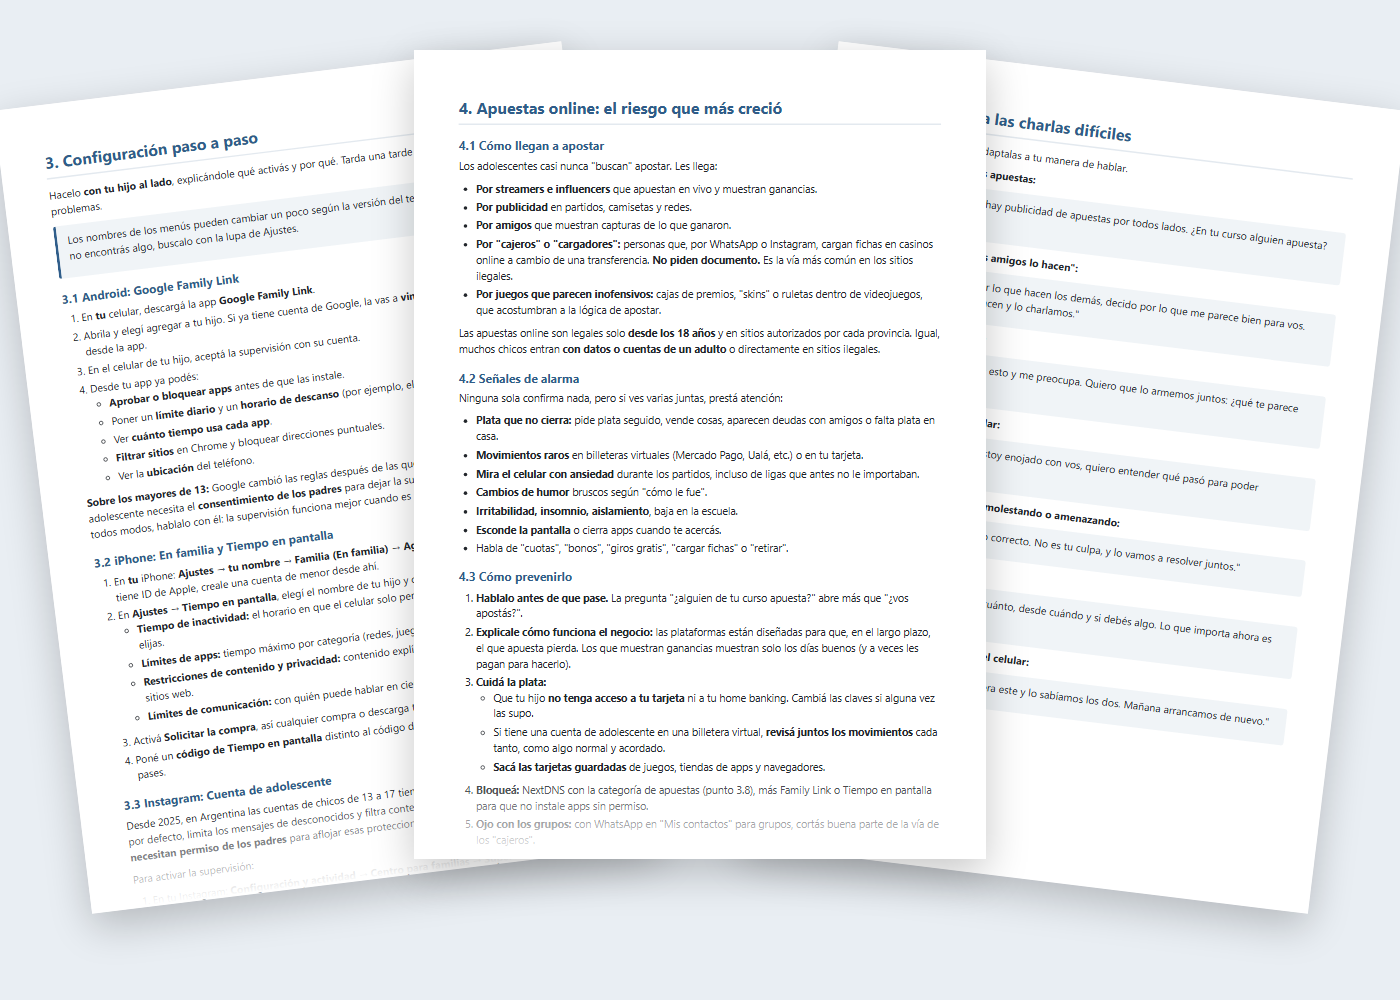 3. Configuración paso a paso
Hacelo con tu hijo al lado, explicándole qué activás y por qué. Tarda una tarde
problemas.
Los nombres de los menús pueden cambiar un poco según la versión del te
no encontrás algo, buscalo con la lupa de Ajustes.
3.1 Android: Google Family Link
1. En tu celular, descargá la app Google Family Link.
2. Abrila y elegí agregar a tu hijo. Si ya tiene cuenta de Google, la vas a vin
desde la app.
3. En el celular de tu hijo, aceptá la supervisión con su cuenta.
4. Desde tu app ya podés:
Aprobar o bloquear apps antes de que las instale.
Poner un límite diario y un horario de descanso (por ejemplo, el
Ver cuánto tiempo usa cada app.
Filtrar sitios en Chrome y bloquear direcciones puntuales.
Ver la ubicación del teléfono.
Sobre los mayores de 13: Google cambió las reglas después de las que
adolescente necesita el consentimiento de los padres para dejar la su
todos modos, hablalo con él: la supervisión funciona mejor cuando es
3.2 iPhone: En familia y Tiempo en pantalla
1. En tu iPhone: Ajustes → tu nombre → Familia (En familia) → Ag
tiene ID de Apple, creale una cuenta de menor desde ahí.
2. En Ajustes → Tiempo en pantalla, elegí el nombre de tu hijo y c
Tiempo de inactividad: el horario en que el celular solo per
elijas.
Límites de apps: tiempo máximo por categoría (redes, jueg
Restricciones de contenido y privacidad: contenido explí
sitios web.
Límites de comunicación: con quién puede hablar en cie
3. Activá Solicitar la compra, así cualquier compra o descarga t
4. Poné un código de Tiempo en pantalla distinto al código d
pases.
3.3 Instagram: Cuenta de adolescente
Desde 2025, en Argentina las cuentas de chicos de 13 a 17 tien
por defecto, limita los mensajes de desconocidos y filtra conte
necesitan permiso de los padres para aflojar esas proteccion
Para activar la supervisión:
4. Apuestas online: el riesgo que más creció
4.1 Cómo llegan a apostar
Los adolescentes casi nunca "buscan" apostar. Les llega:
Por streamers e influencers que apuestan en vivo y muestran ganancias.
Por publicidad en partidos, camisetas y redes.
Por amigos que muestran capturas de lo que ganaron.
Por "cajeros" o "cargadores": personas que, por WhatsApp o Instagram, cargan fichas en casinos
online a cambio de una transferencia. No piden documento. Es la vía más común en los sitios
ilegales.
Por juegos que parecen inofensivos: cajas de premios, "skins" o ruletas dentro de videojuegos,
que acostumbran a la lógica de apostar.
Las apuestas online son legales solo desde los 18 años y en sitios autorizados por cada provincia. Igual,
muchos chicos entran con datos o cuentas de un adulto o directamente en sitios ilegales.
4.2 Señales de alarma
Ninguna sola confirma nada, pero si ves varias juntas, prestá atención:
Plata que no cierra: pide plata seguido, vende cosas, aparecen deudas con amigos o falta plata en
casa.
Movimientos raros en billeteras virtuales (Mercado Pago, Ualá, etc.) o en tu tarjeta.
Mira el celular con ansiedad durante los partidos, incluso de ligas que antes no le importaban.
Cambios de humor bruscos según "cómo le fue".
Irritabilidad, insomnio, aislamiento, baja en la escuela.
Esconde la pantalla o cierra apps cuando te acercás.
Habla de "cuotas", "bonos", "giros gratis", "cargar fichas" o "retirar".
4.3 Cómo prevenirlo
1. Hablalo antes de que pase. La pregunta "¿alguien de tu curso apuesta?" abre más que "¿vos
apostás?".
2. Explicale cómo funciona el negocio: las plataformas están diseñadas para que, en el largo plazo,
el que apuesta pierda. Los que muestran ganancias muestran solo los días buenos (y a veces les
pagan para hacerlo).
3. Cuidá la plata:
Que tu hijo no tenga acceso a tu tarjeta ni a tu home banking. Cambiá las claves si alguna vez
las supo.
Si tiene una cuenta de adolescente en una billetera virtual, revisá juntos los movimientos cada
tanto, como algo normal y acordado.
Sacá las tarjetas guardadas de juegos, tiendas de apps y navegadores.
4. Bloqueá: NextDNS con la categoría de apuestas (punto 3.8), más Family Link o Tiempo en pantalla
para que no instale apps sin permiso.
5. Ojo con los grupos: con WhatsApp en "Mis contactos" para grupos, cortás buena parte de la vía de
los "cajeros".
a las charlas difíciles
daptalas a tu manera de hablar.
s apuestas:
hay publicidad de apuestas por todos lados. ¿En tu curso alguien apuesta?
s amigos lo hacen":
r lo que hacen los demás, decido por lo que me parece bien para vos.
cen y lo charlamos."
esto y me preocupa. Quiero que lo armemos juntos: ¿qué te parece
lar:
stoy enojado con vos, quiero entender qué pasó para poder
molestando o amenazando:
o correcto. No es tu culpa, y lo vamos a resolver juntos."
cuánto, desde cuándo y si debés algo. Lo que importa ahora es
el celular:
ra este y lo sabíamos los dos. Mañana arrancamos de nuevo."